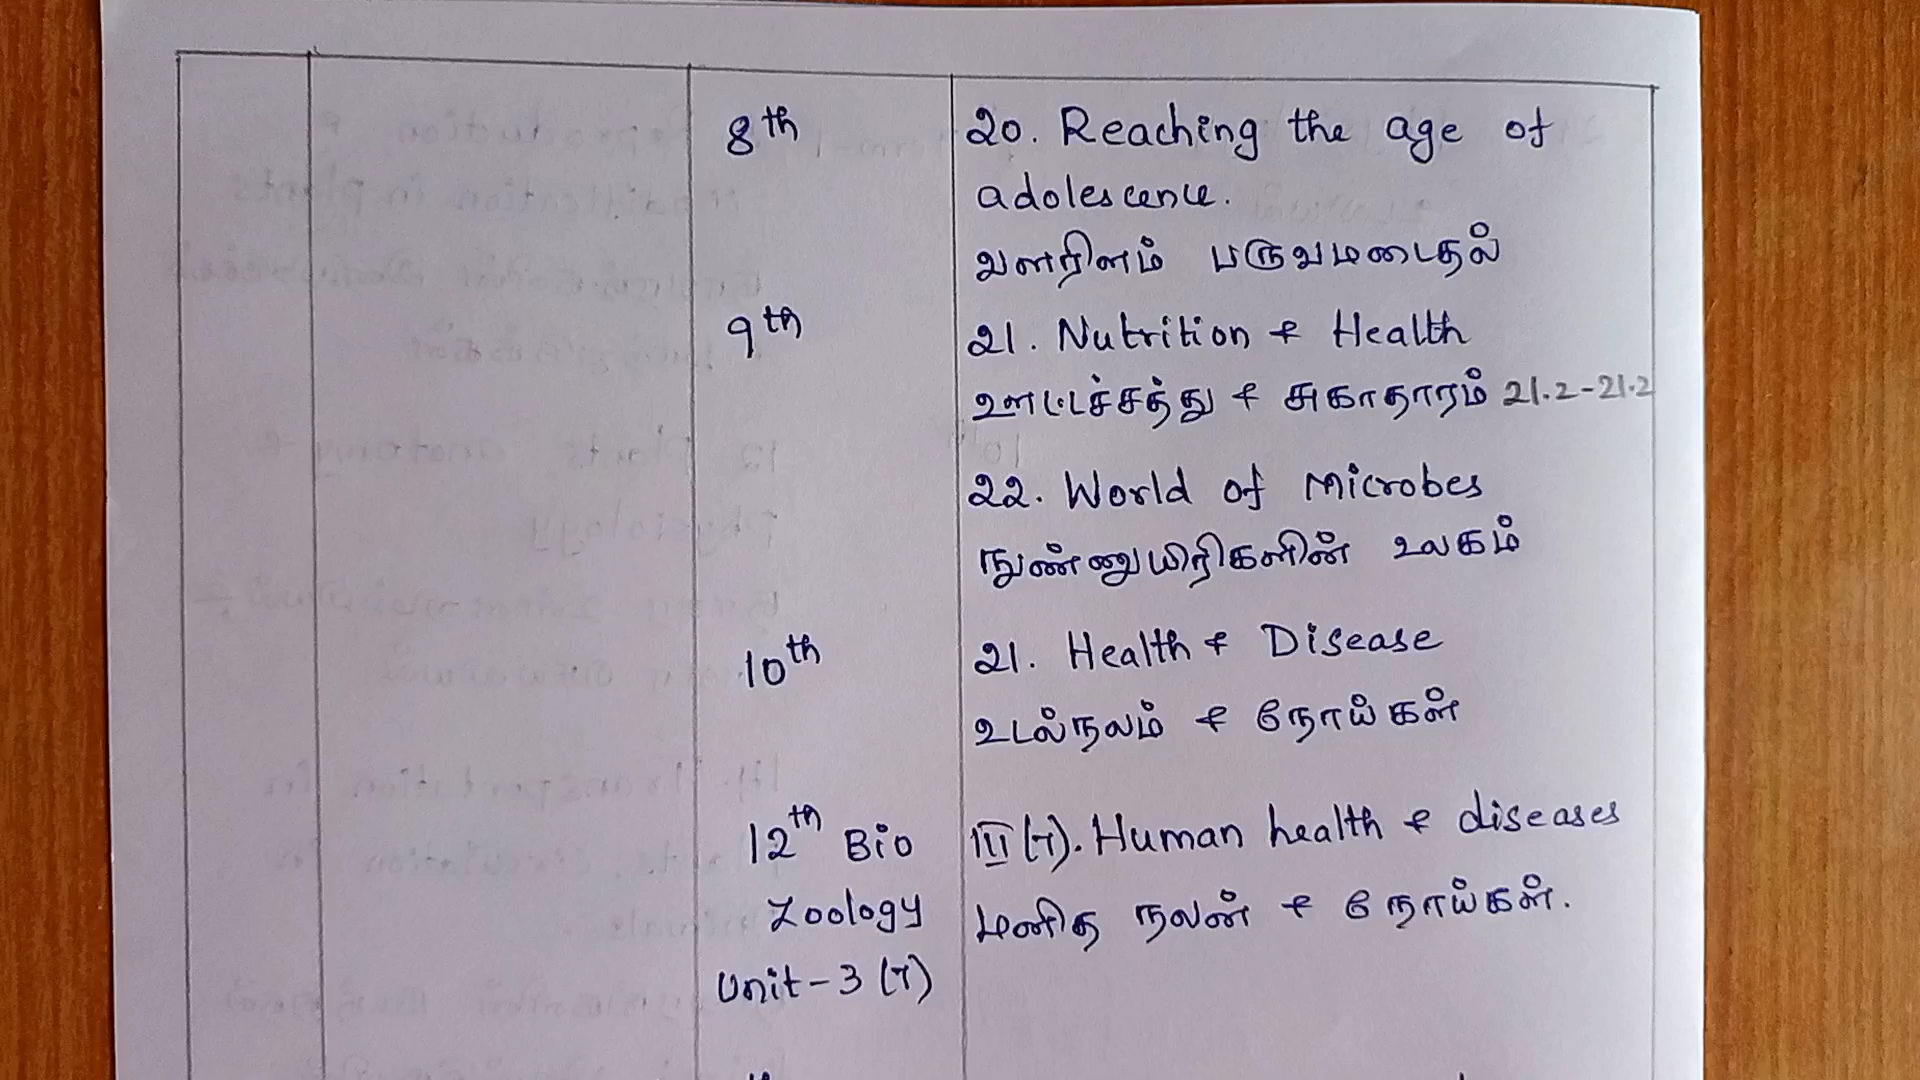 8th 20. Reaching the age of
adolescence.
வளரிளம் பருவமடைதல்
9th 21. Nutrition & Health
ஊட்டச்சத்து & சுகாதாரம் 21.2-21.2
22. World of Microbes
நுண்ணுயிரிகளின் உலகம்
10th 21. Health & Disease
உடல்நலம் & நோய்கள்
12th Bio III (7). Human health & diseases
Zoology மனித நலன் & நோய்கள்.
Unit-3 (7)